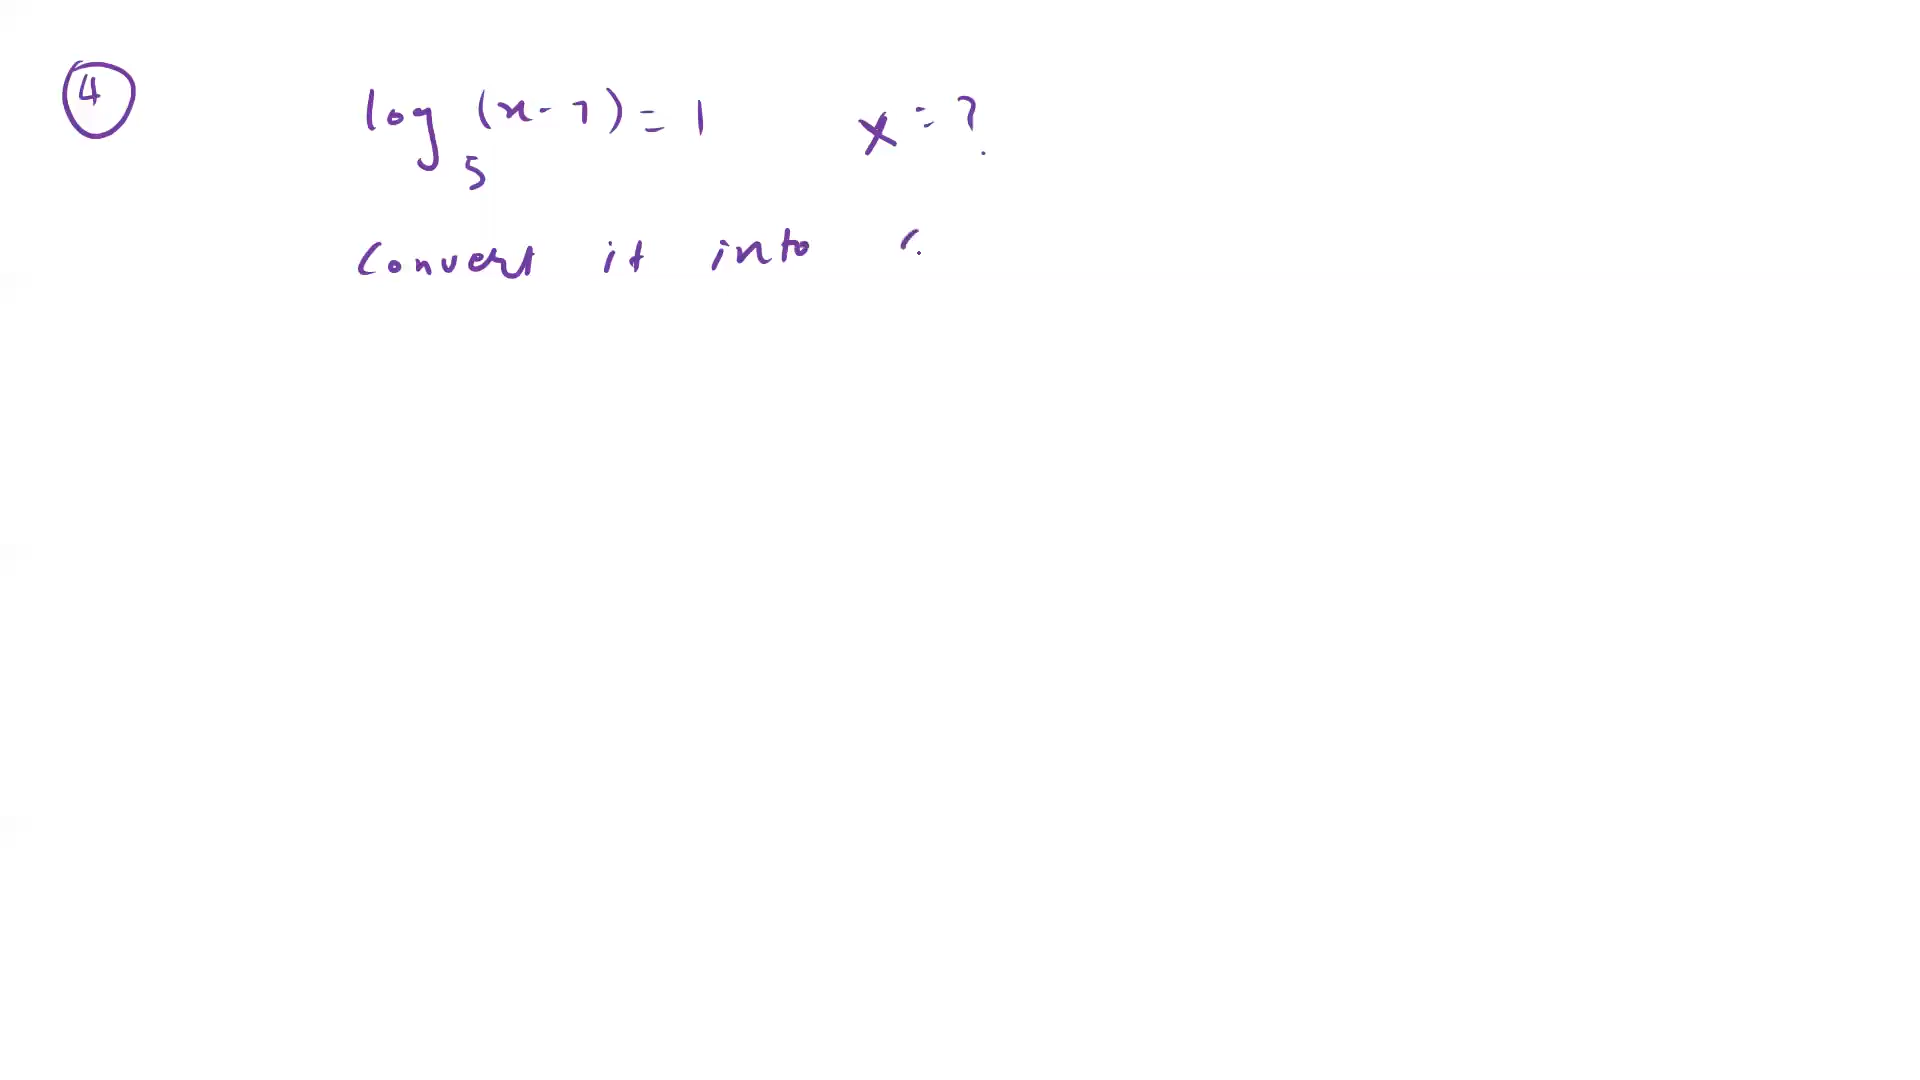 ④ log₅(x-7)=1 x=?
Convert it into